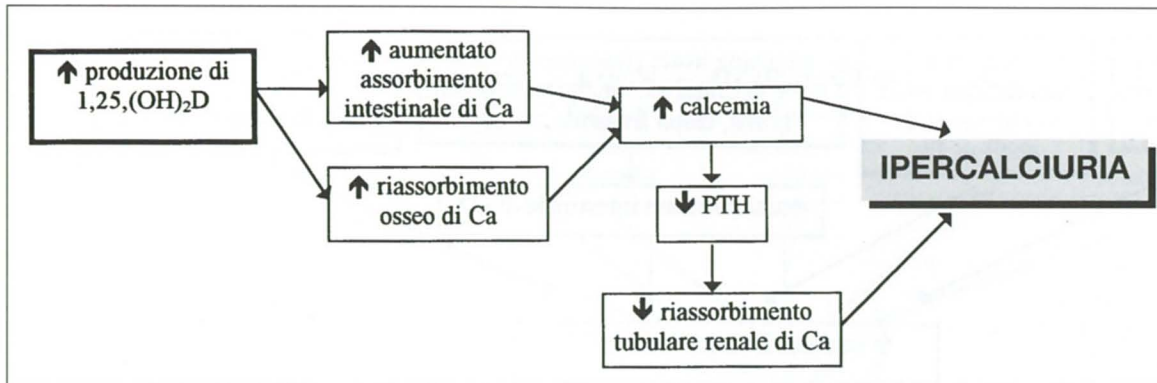 ↑ produzione di
1,25,(OH)₂D
↑ aumentato
assorbimento
intestinale di Ca
↑ riassorbimento
osseo di Ca
↑ calcemia
↓ PTH
↓ riassorbimento
tubulare renale di Ca
IPERCALCIURIA